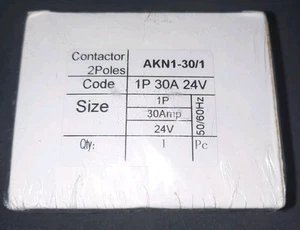 Contactor
2Poles
AKN1-30/1
Code
1P 30A 24V
Size
1P
30Amp
24V
50/60Hz
Qty:
1
Pc